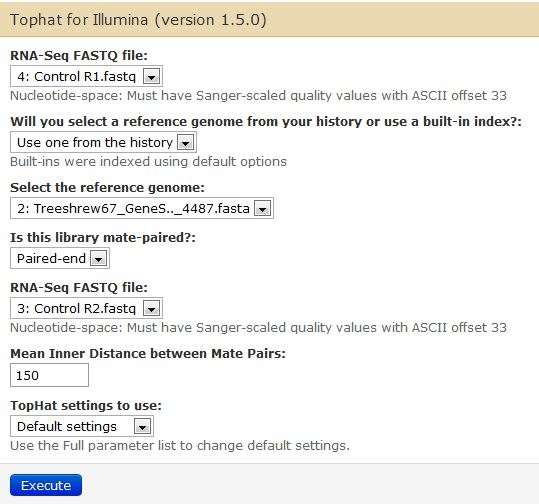 Tophat for Illumina (version 1.5.0)
RNA-Seq FASTQ file:
4: Control R1.fastq
Nucleotide-space: Must have Sanger-scaled quality values with ASCII offset 33
Will you select a reference genome from your history or use a built-in index?:
Use one from the history
Built-ins were indexed using default options
Select the reference genome:
2: Treeshrew67_GeneS.._4487.fasta
Is this library mate-paired?:
Paired-end
RNA-Seq FASTQ file:
3: Control R2.fastq
Nucleotide-space: Must have Sanger-scaled quality values with ASCII offset 33
Mean Inner Distance between Mate Pairs:
150
TopHat settings to use:
Default settings
Use the Full parameter list to change default settings.
Execute